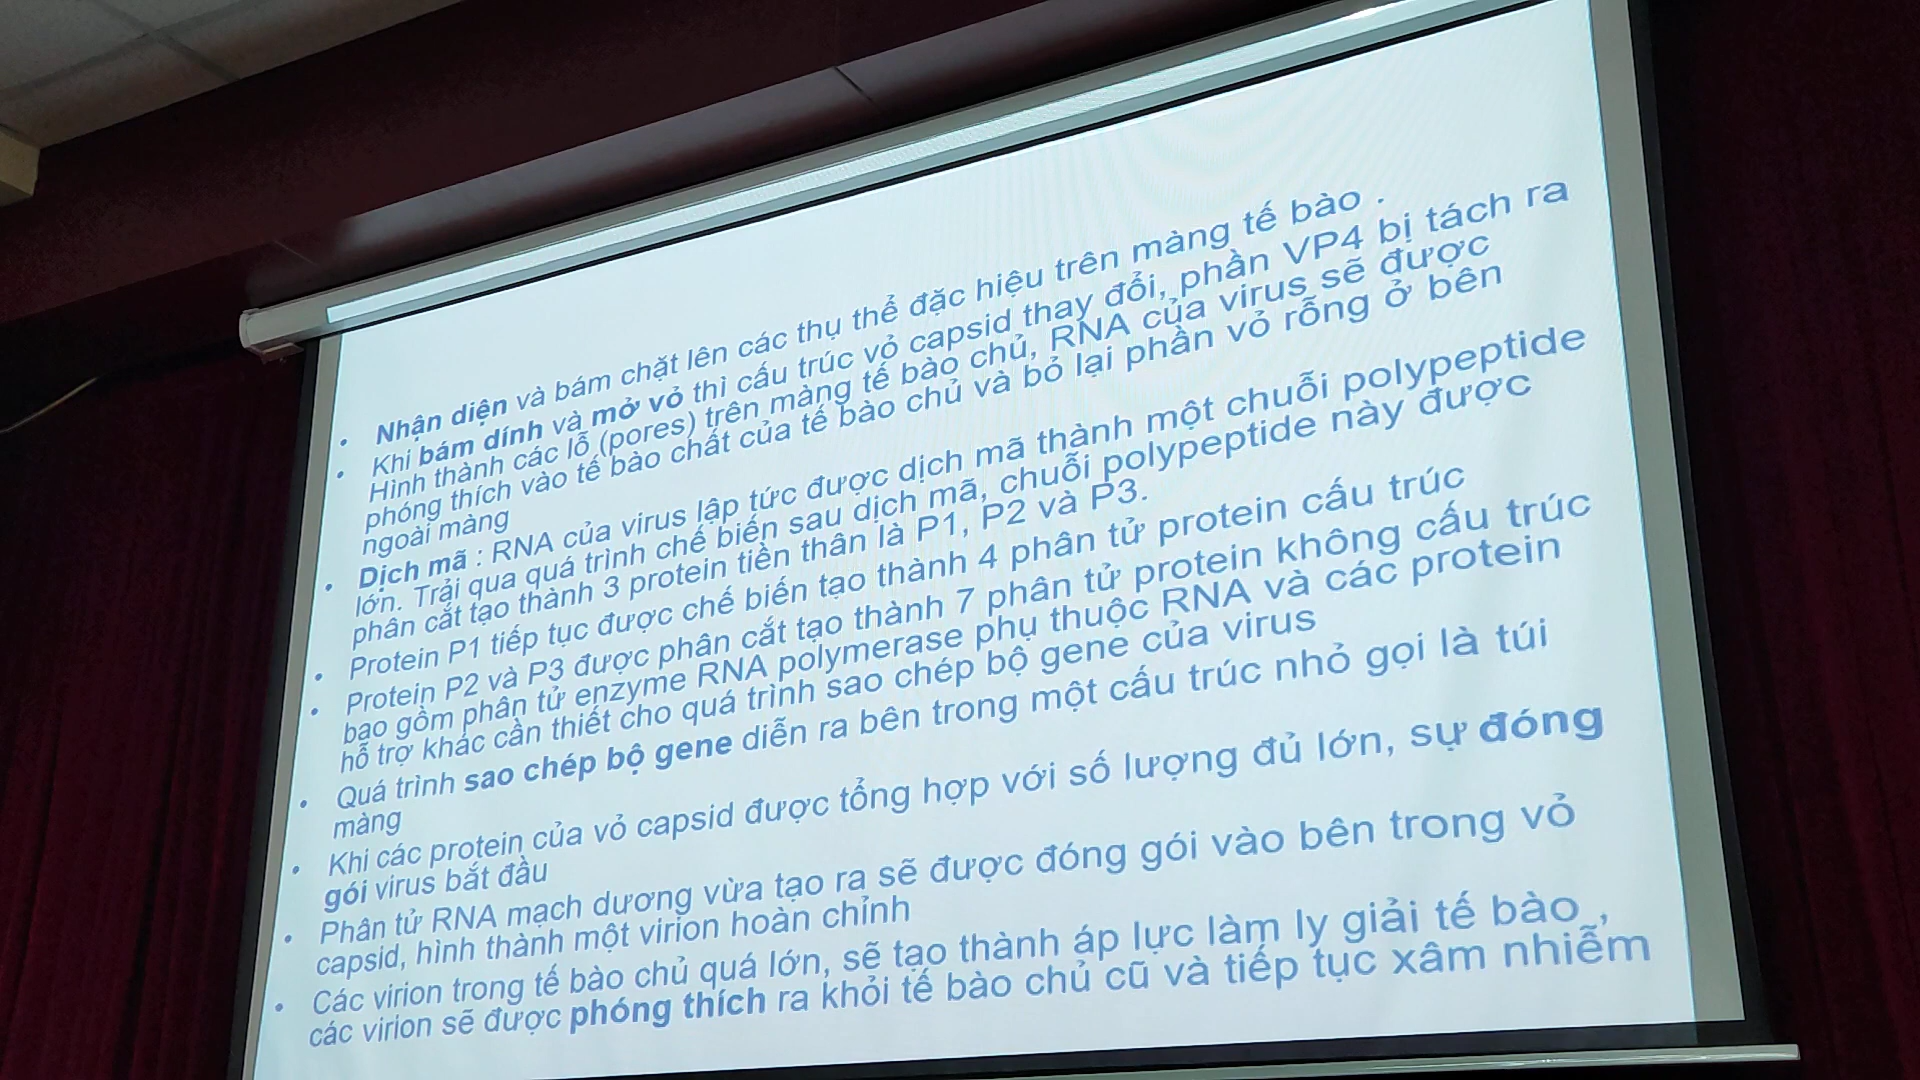 • Nhận diện và bám chặt lên các thụ thể đặc hiệu trên màng tế bào .
• Khi bám dính và mở vỏ thì cấu trúc vỏ capsid thay đổi, phần VP4 bị tách ra
Hình thành các lỗ (pores) trên màng tế bào chủ, RNA của virus sẽ được
phóng thích vào tế bào chất của tế bào chủ và bỏ lại phần vỏ rỗng ở bên
ngoài màng
• Dịch mã : RNA của virus lập tức được dịch mã thành một chuỗi polypeptide
lớn. Trải qua quá trình chế biến sau dịch mã, chuỗi polypeptide này được
phân cắt tạo thành 3 protein tiền thân là P1, P2 và P3.
• Protein P1 tiếp tục được chế biến tạo thành 4 phân tử protein cấu trúc
• Protein P2 và P3 được phân cắt tạo thành 7 phân tử protein không cấu trúc
bao gồm phân tử enzyme RNA polymerase phụ thuộc RNA và các protein
hỗ trợ khác cần thiết cho quá trình sao chép bộ gene của virus
• Quá trình sao chép bộ gene diễn ra bên trong một cấu trúc nhỏ gọi là túi
màng
• Khi các protein của vỏ capsid được tổng hợp với số lượng đủ lớn, sự đóng
gói virus bắt đầu
• Phân tử RNA mạch dương vừa tạo ra sẽ được đóng gói vào bên trong vỏ
capsid, hình thành một virion hoàn chỉnh
• Các virion trong tế bào chủ quá lớn, sẽ tạo thành áp lực làm ly giải tế bào ,
các virion sẽ được phóng thích ra khỏi tế bào chủ cũ và tiếp tục xâm nhiễm